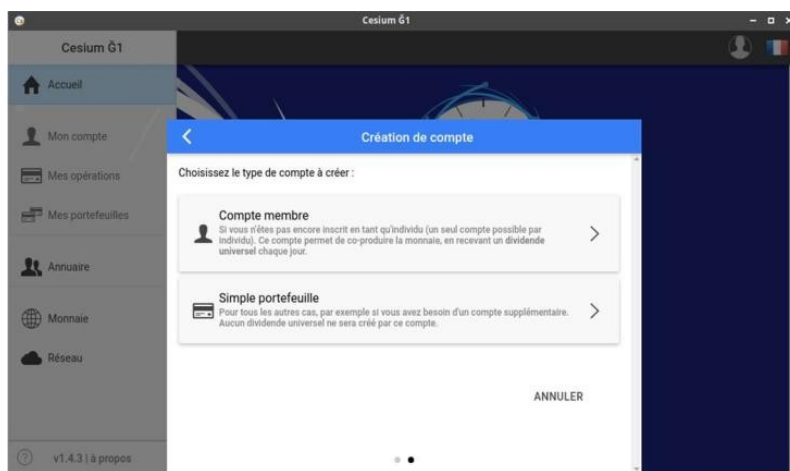 Cesium Ğ1
Cesium Ğ1
Accueil
Mon compte
Mes opérations
Mes portefeuilles
Annuaire
Monnaie
Réseau
v1.4.3 | à propos
Création de compte
Choisissez le type de compte à créer :
Compte membre
Si vous n'êtes pas encore inscrit en tant qu'individu (un seul compte possible par
individu). Ce compte permet de co-produire la monnaie, en recevant un dividende
universel chaque jour.
Simple portefeuille
Pour tous les autres cas, par exemple si vous avez besoin d'un compte supplémentaire.
Aucun dividende universel ne sera créé par ce compte.
ANNULER